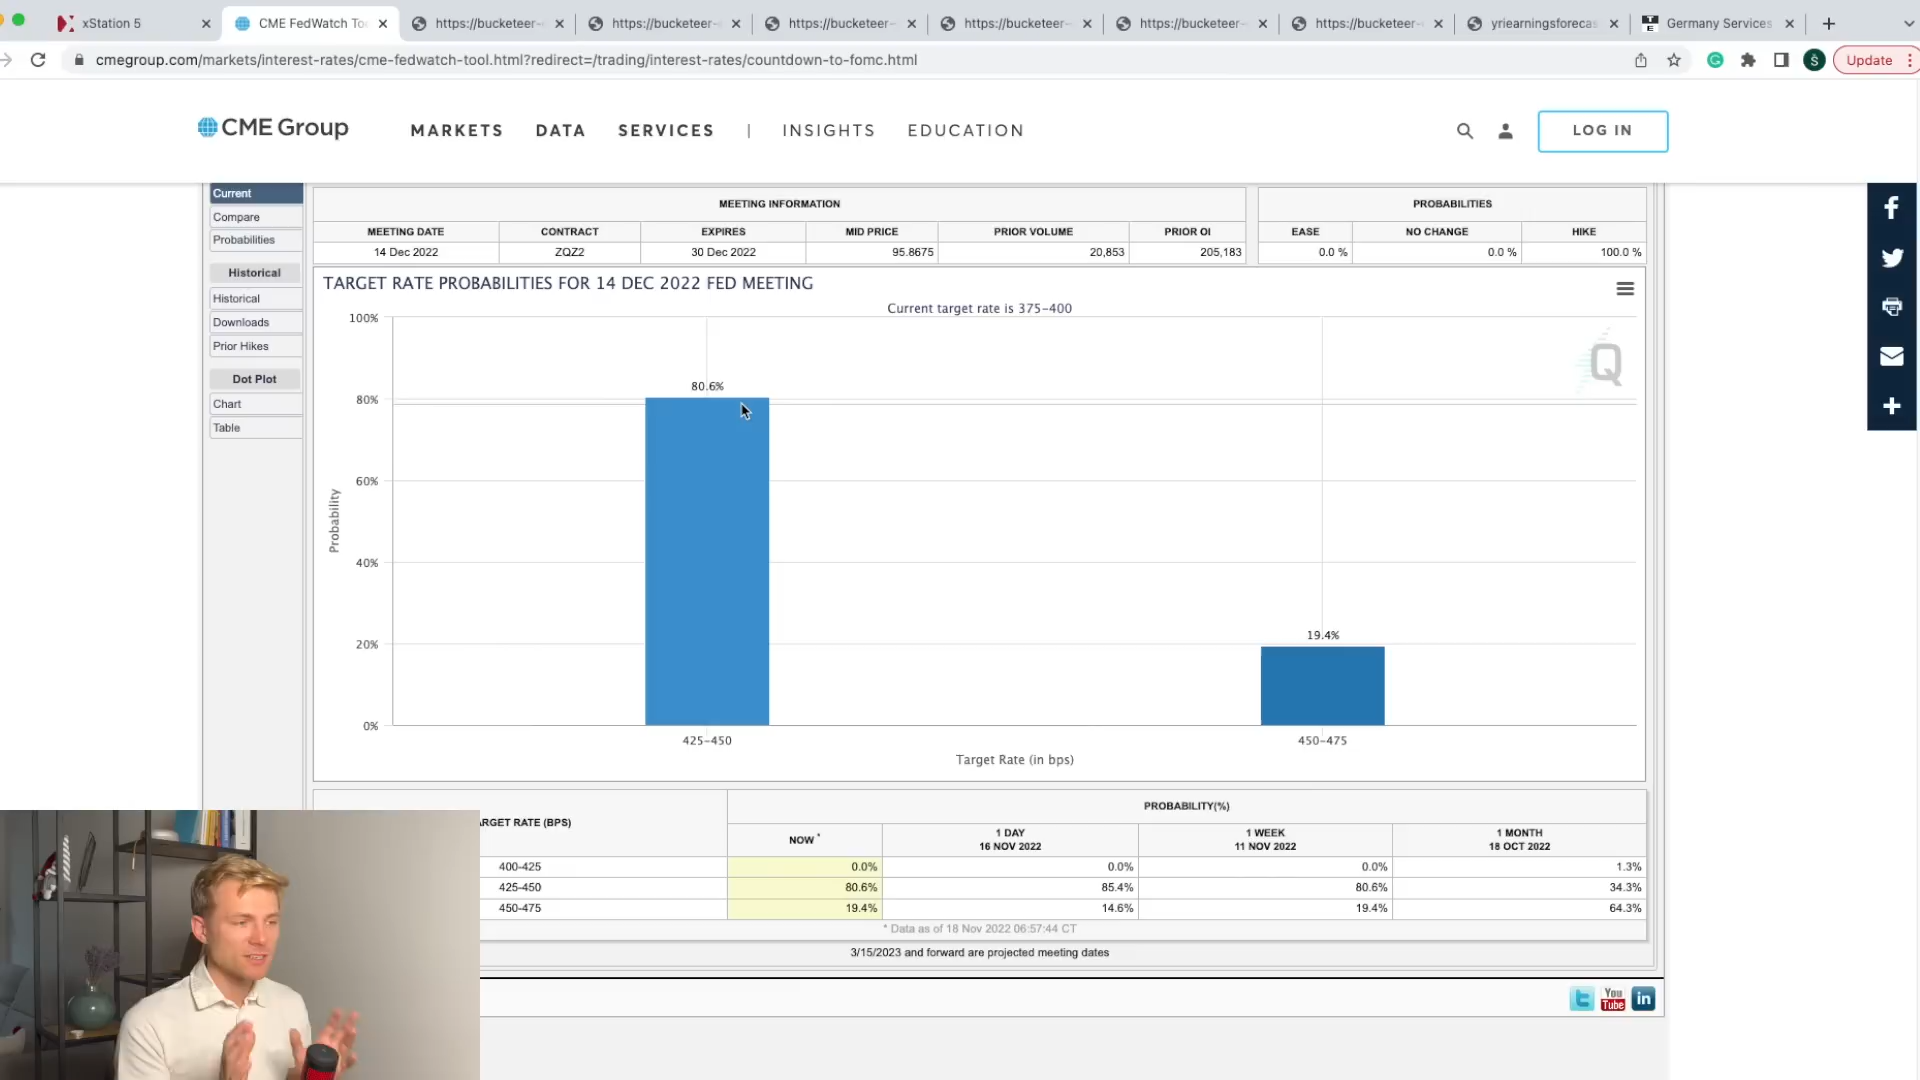 xStation 5
CME FedWatch To
https://bucketeer-
https://bucketeer-
https://bucketeer-
https://bucketeer-
https://bucketeer-
https://bucketeer-
yriearningsforecas
Germany Services
cmegroup.com/markets/interest-rates/cme-fedwatch-tool.html?redirect=/trading/interest-rates/countdown-to-fomc.html
Š
Update
CME Group
MARKETS DATA SERVICES | INSIGHTS EDUCATION
LOG IN
Current
Compare
Probabilities
Historical
Historical
Downloads
Prior Hikes
Dot Plot
Chart
Table
MEETING INFORMATION
MEETING DATE CONTRACT EXPIRES MID PRICE PRIOR VOLUME PRIOR OI
14 Dec 2022 ZQZ2 30 Dec 2022 95.8675 20,853 205,183
PROBABILITIES
EASE NO CHANGE HIKE
0.0 % 0.0 % 100.0 %
TARGET RATE PROBABILITIES FOR 14 DEC 2022 FED MEETING
Current target rate is 375-400
100%
80%
60%
40%
20%
0%
Probability
80.6%
19.4%
Q
425-450
450-475
Target Rate (in bps)
ARGET RATE (BPS)
PROBABILITY(%)
NOW *
1 DAY
16 NOV 2022
1 WEEK
11 NOV 2022
1 MONTH
18 OCT 2022
400-425 0.0% 0.0% 0.0% 1.3%
425-450 80.6% 85.4% 80.6% 34.3%
450-475 19.4% 14.6% 19.4% 64.3%
* Data as of 18 Nov 2022 06:57:44 CT
3/15/2023 and forward are projected meeting dates
You
Tube
in